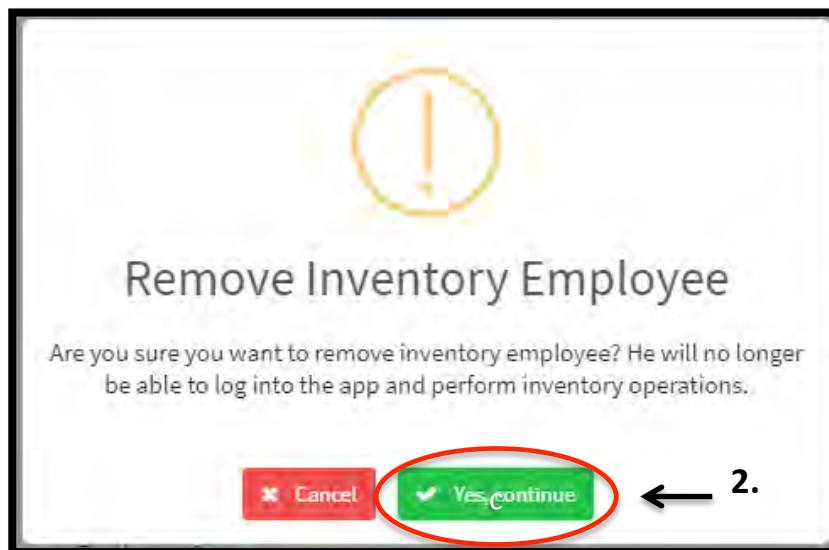 Remove Inventory Employee
Are you sure you want to remove inventory employee? He will no longer
be able to log into the app and perform inventory operations.
Cancel
Yes,continue
2.